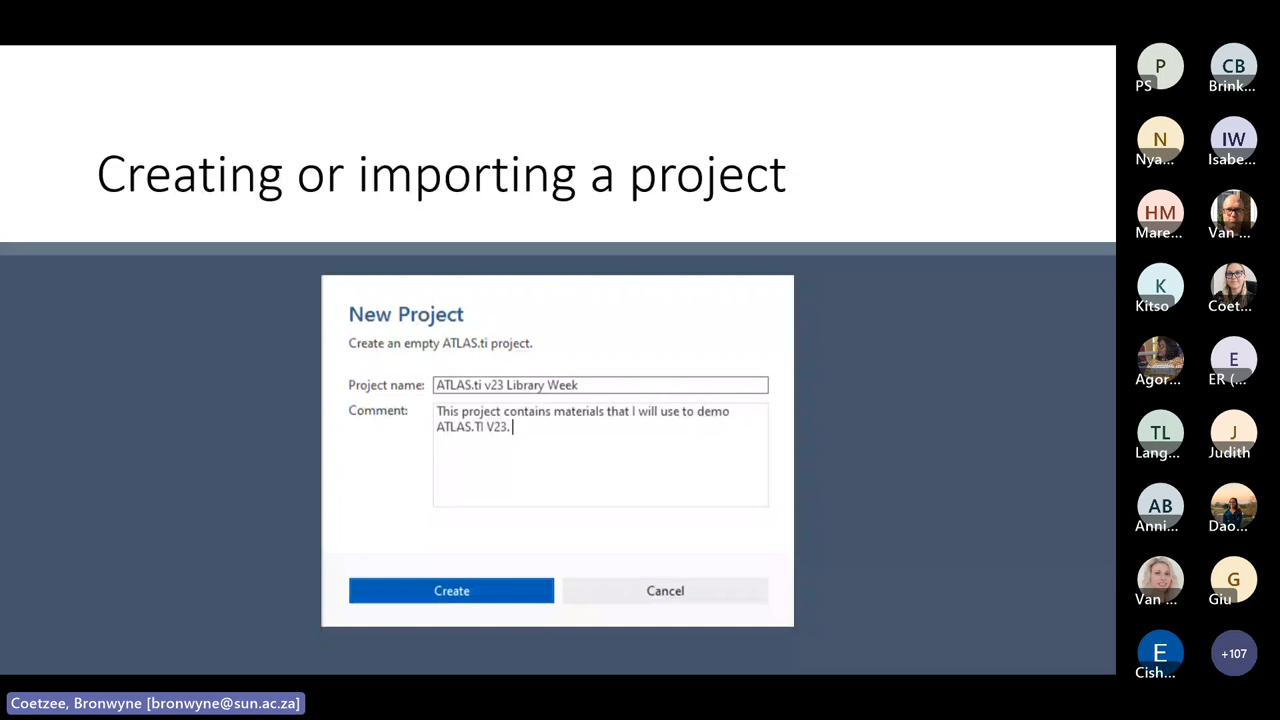 Creating or importing a project
New Project
Create an empty ATLAS.ti project.
Project name: ATLAS.ti v23 Library Week
Comment: This project contains materials that I will use to demo
ATLAS.TI V23.
Create Cancel
P CB
PS Brink...
N IW
Nya... Isabe...
HM
Mare... Van ...
K
Kitso Coet...
E
Agor... ER (...
TL J
Lang... Judith
AB
Anni... Dao...
G
Van ... Giu
E +107
Cish...
Coetzee, Bronwyne [bronwyne@sun.ac.za]